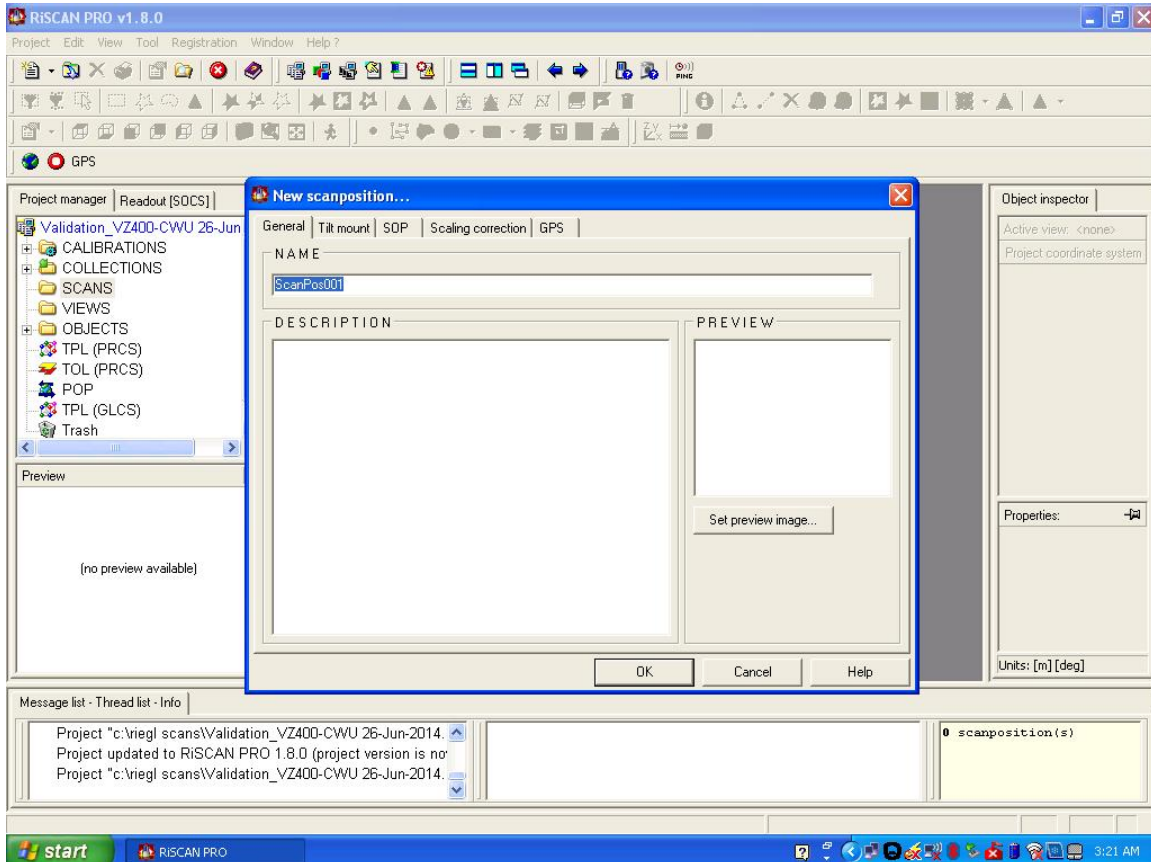 RiSCAN PRO v1.8.0
Project Edit View Tool Registration Window Help ?
PING
GPS
Project manager Readout [SOCS]
Validation_VZ400-CWU 26-Jun
CALIBRATIONS
COLLECTIONS
SCANS
VIEWS
OBJECTS
TPL (PRCS)
TOL (PRCS)
POP
TPL (GLCS)
Trash
Preview
(no preview available)
New scanposition...
General Tilt mount SOP Scaling correction GPS
NAME
ScanPos001
DESCRIPTION
PREVIEW
Set preview image...
OK Cancel Help
Object inspector
Active view: <none>
Project coordinate system
Properties:
Units: [m] [deg]
Message list - Thread list - Info
Project "c:\riegl scans\Validation_VZ400-CWU 26-Jun-2014.
Project updated to RiSCAN PRO 1.8.0 (project version is no
Project "c:\riegl scans\Validation_VZ400-CWU 26-Jun-2014.
0 scanposition(s)
start RiSCAN PRO 3:21 AM